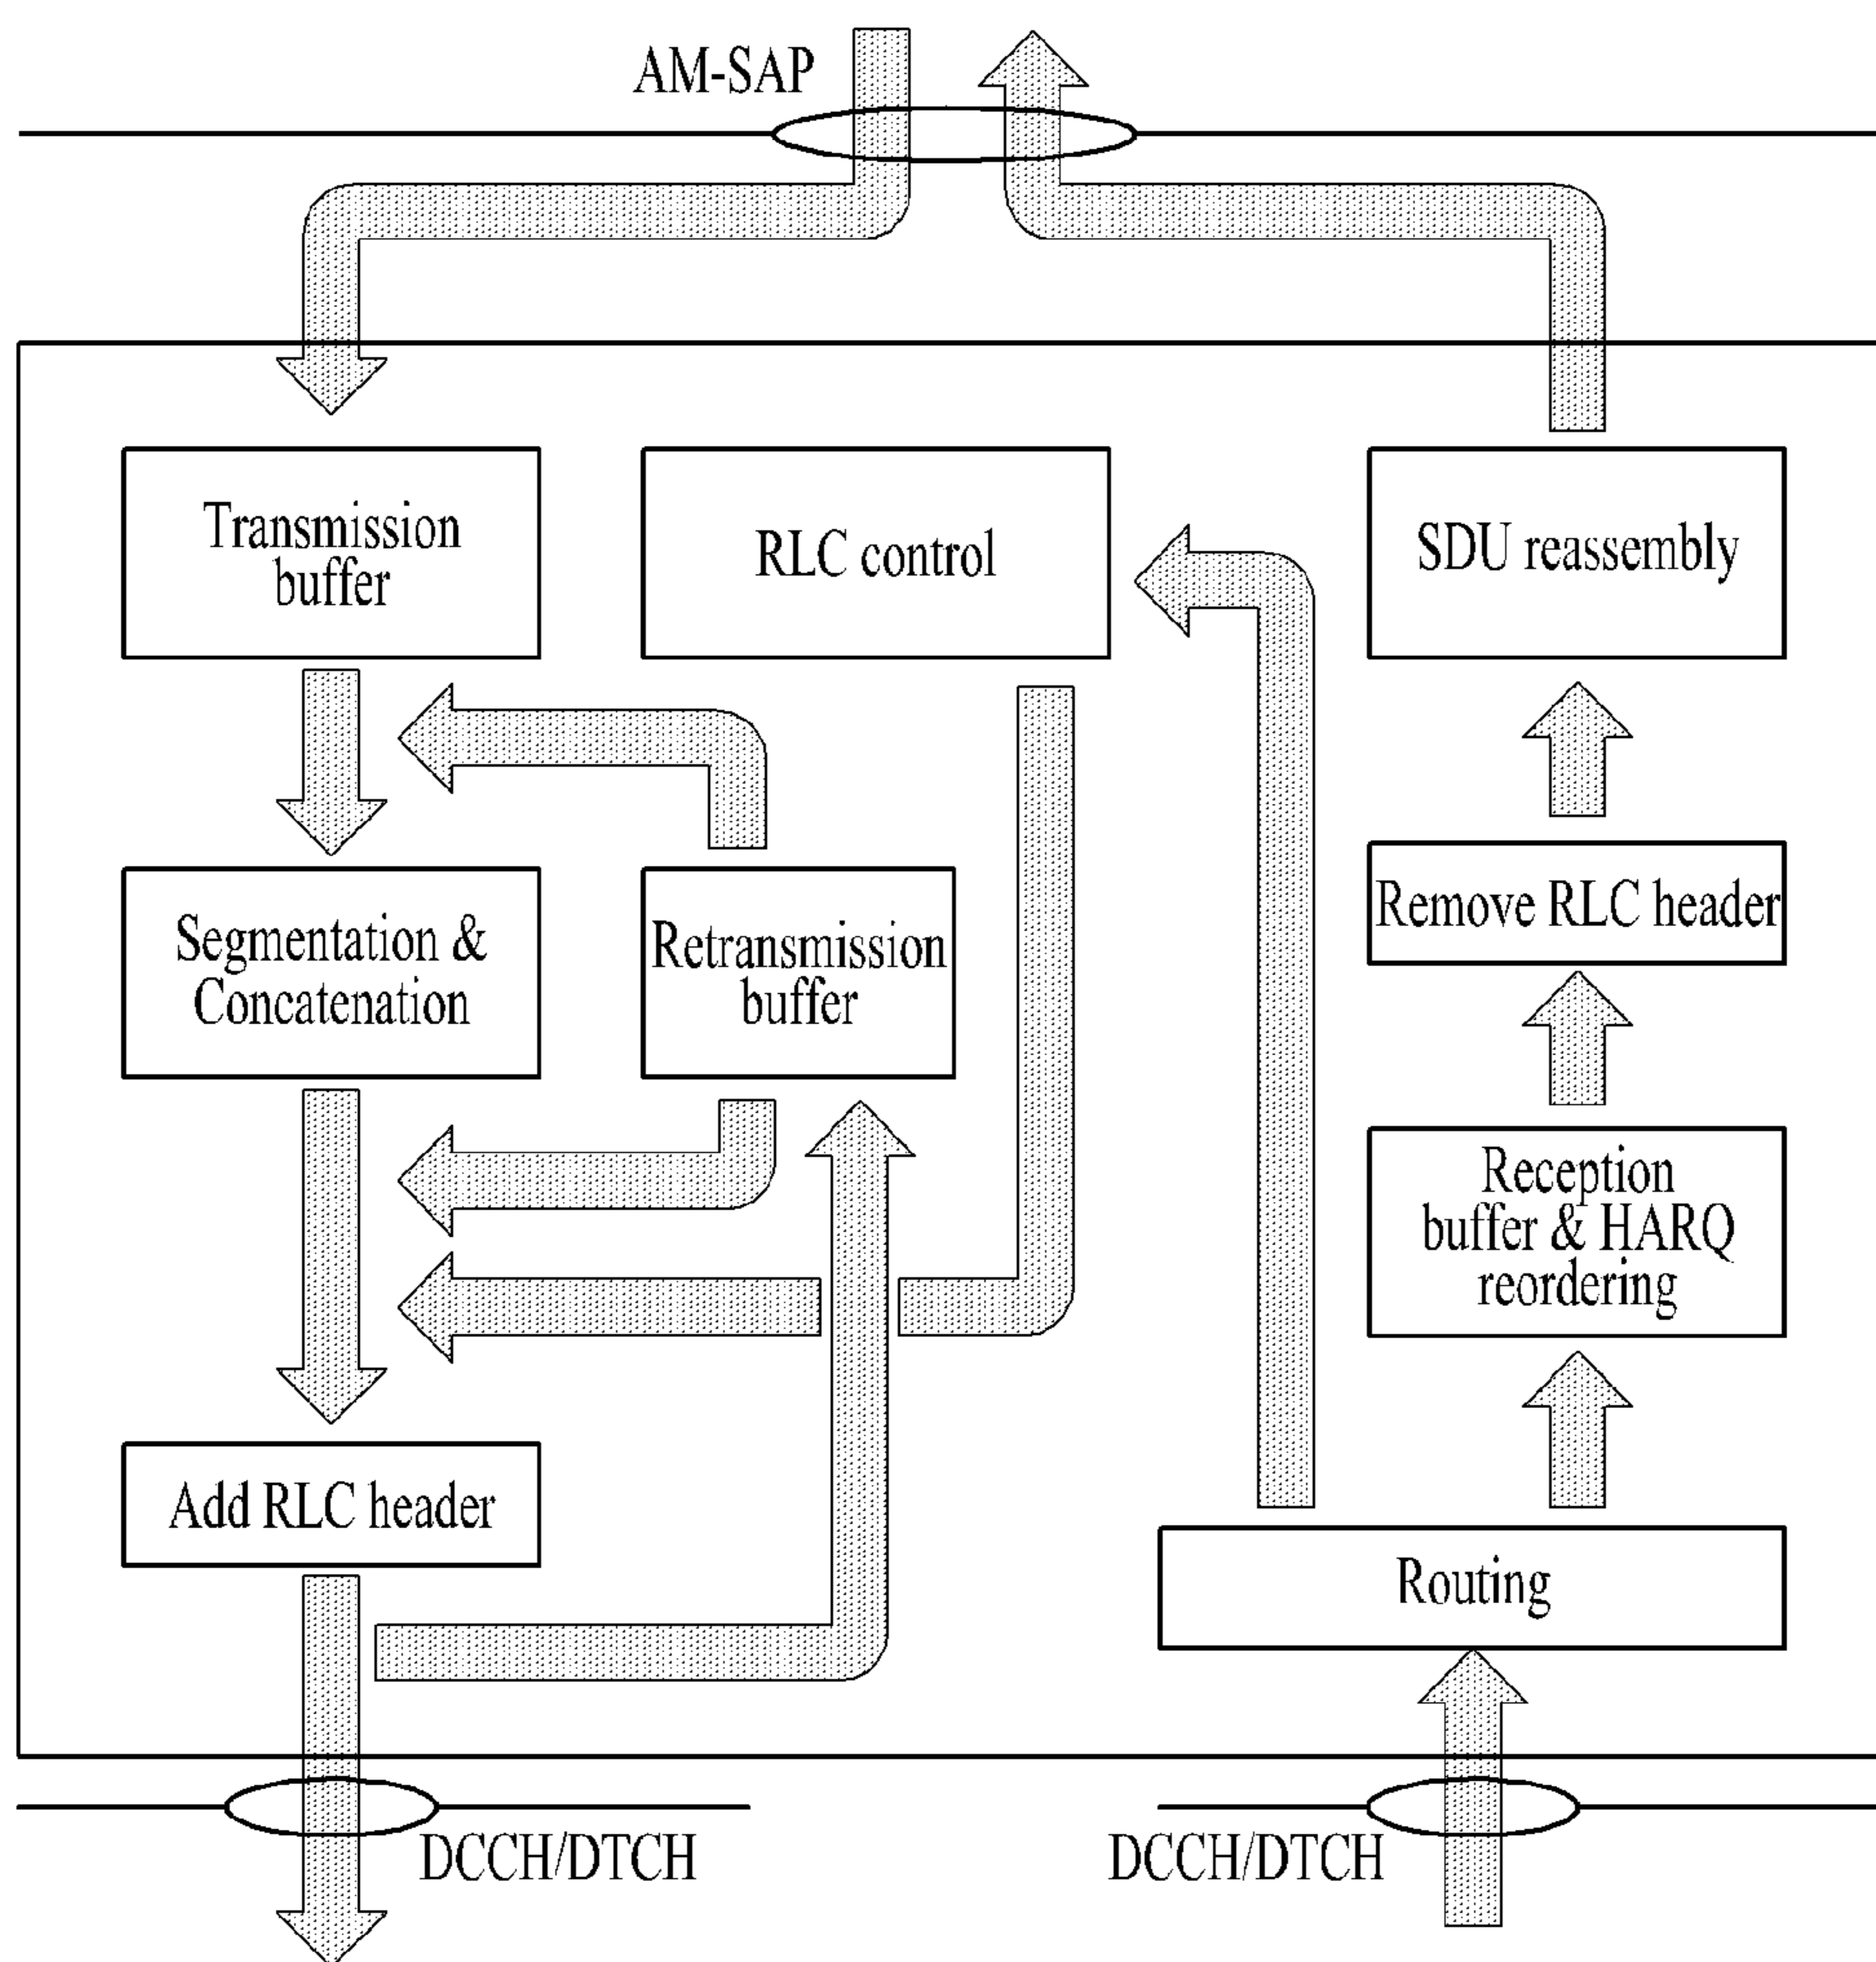 AM-SAP
Transmission
buffer
RLC control
SDU reassembly
Segmentation &
Concatenation
Retransmission
buffer
Remove RLC header
Reception
buffer & HARQ
reordering
Add RLC header
Routing
DCCH/DTCH
DCCH/DTCH